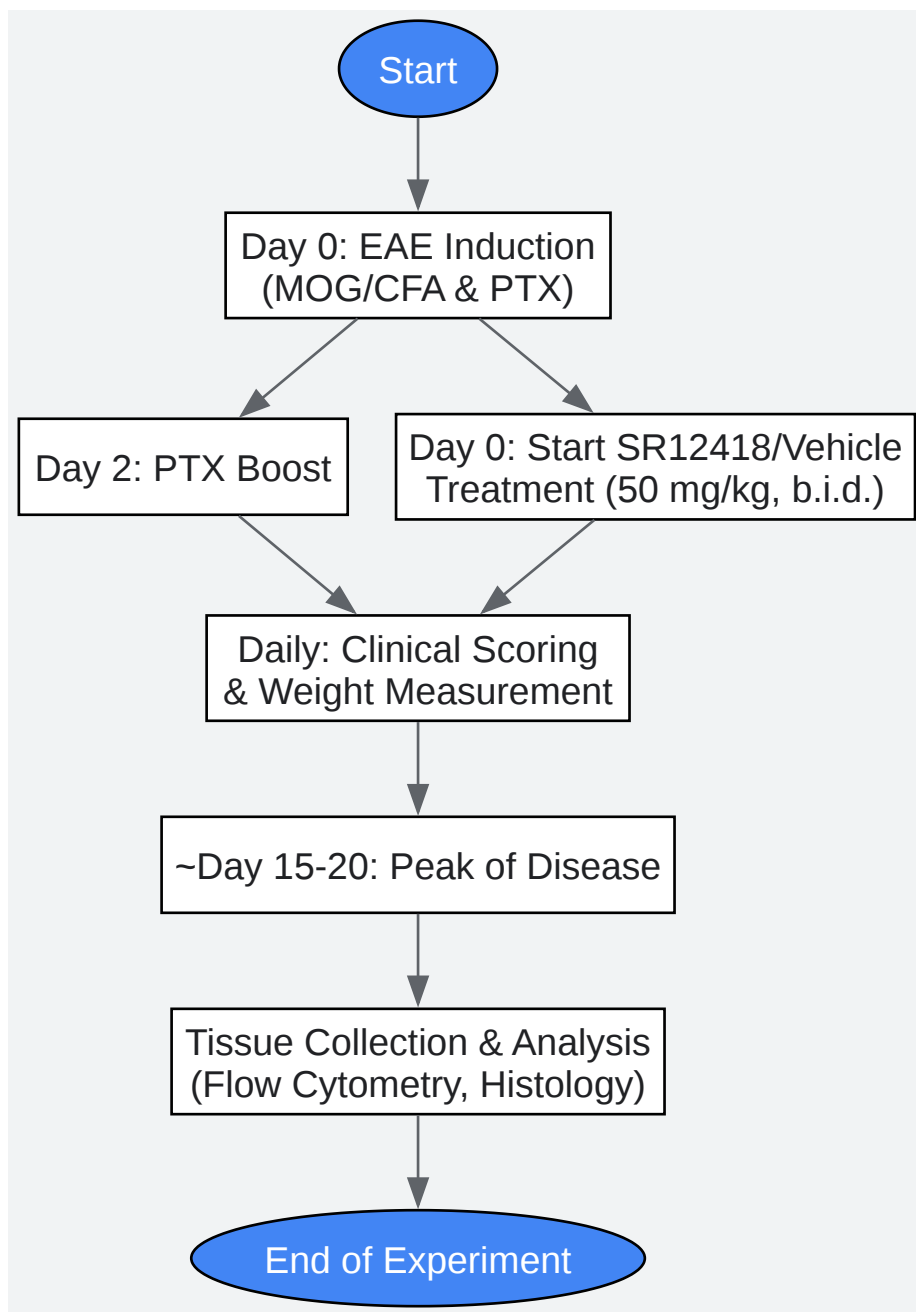 Start
Day 0: EAE Induction
(MOG/CFA & PTX)
Day 2: PTX Boost
Day 0: Start SR12418/Vehicle
Treatment (50 mg/kg, b.i.d.)
Daily: Clinical Scoring
& Weight Measurement
~Day 15-20: Peak of Disease
Tissue Collection & Analysis
(Flow Cytometry, Histology)
End of Experiment